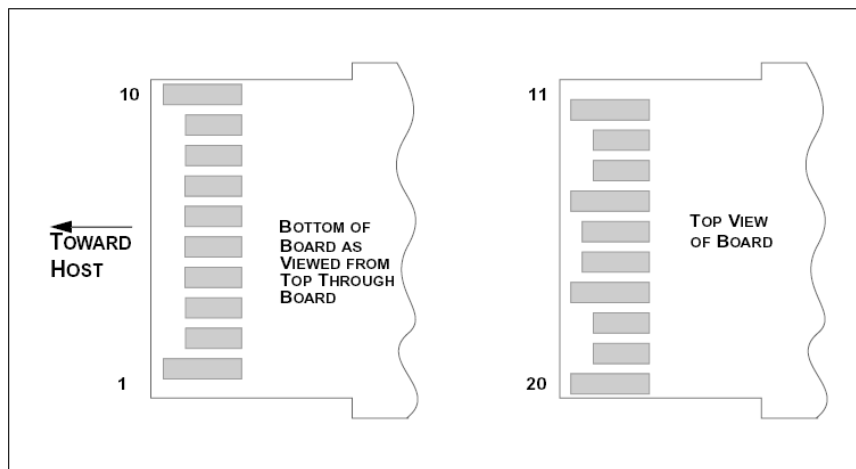 10
1
TOWARD
HOST
BOTTOM OF
BOARD AS
VIEWED FROM
TOP THROUGH
BOARD
11
20
TOP VIEW
OF BOARD